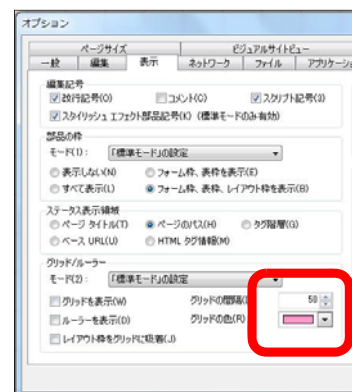 オプション
ページサイズ ビジュアルサイトビュー
一般 編集 表示 ネットワーク ファイル アプリケーショ
編集記号
改行記号(O) コメント(C) スクリプト記号(3)
スタイリッシュ エフェクト部品記号(K) (標準モードのみ有効)
部品の枠
モード(1): 「標準モード」の設定
表示しない(N) フォーム枠、表枠を表示(E)
すべて表示(L) フォーム枠、表枠、レイアウト枠を表示(B)
ステータス表示領域
ページ タイトル(T) ページのパス(H) タグ階層(G)
ベース URL(U) HTML タグ情報(M)
グリッド/ルーラー
モード(2): 「標準モード」の設定
グリッドを表示(W) グリッドの間隔( 50
ルーラーを表示(D) グリッドの色(R)
レイアウト枠をグリッドに吸着(J)